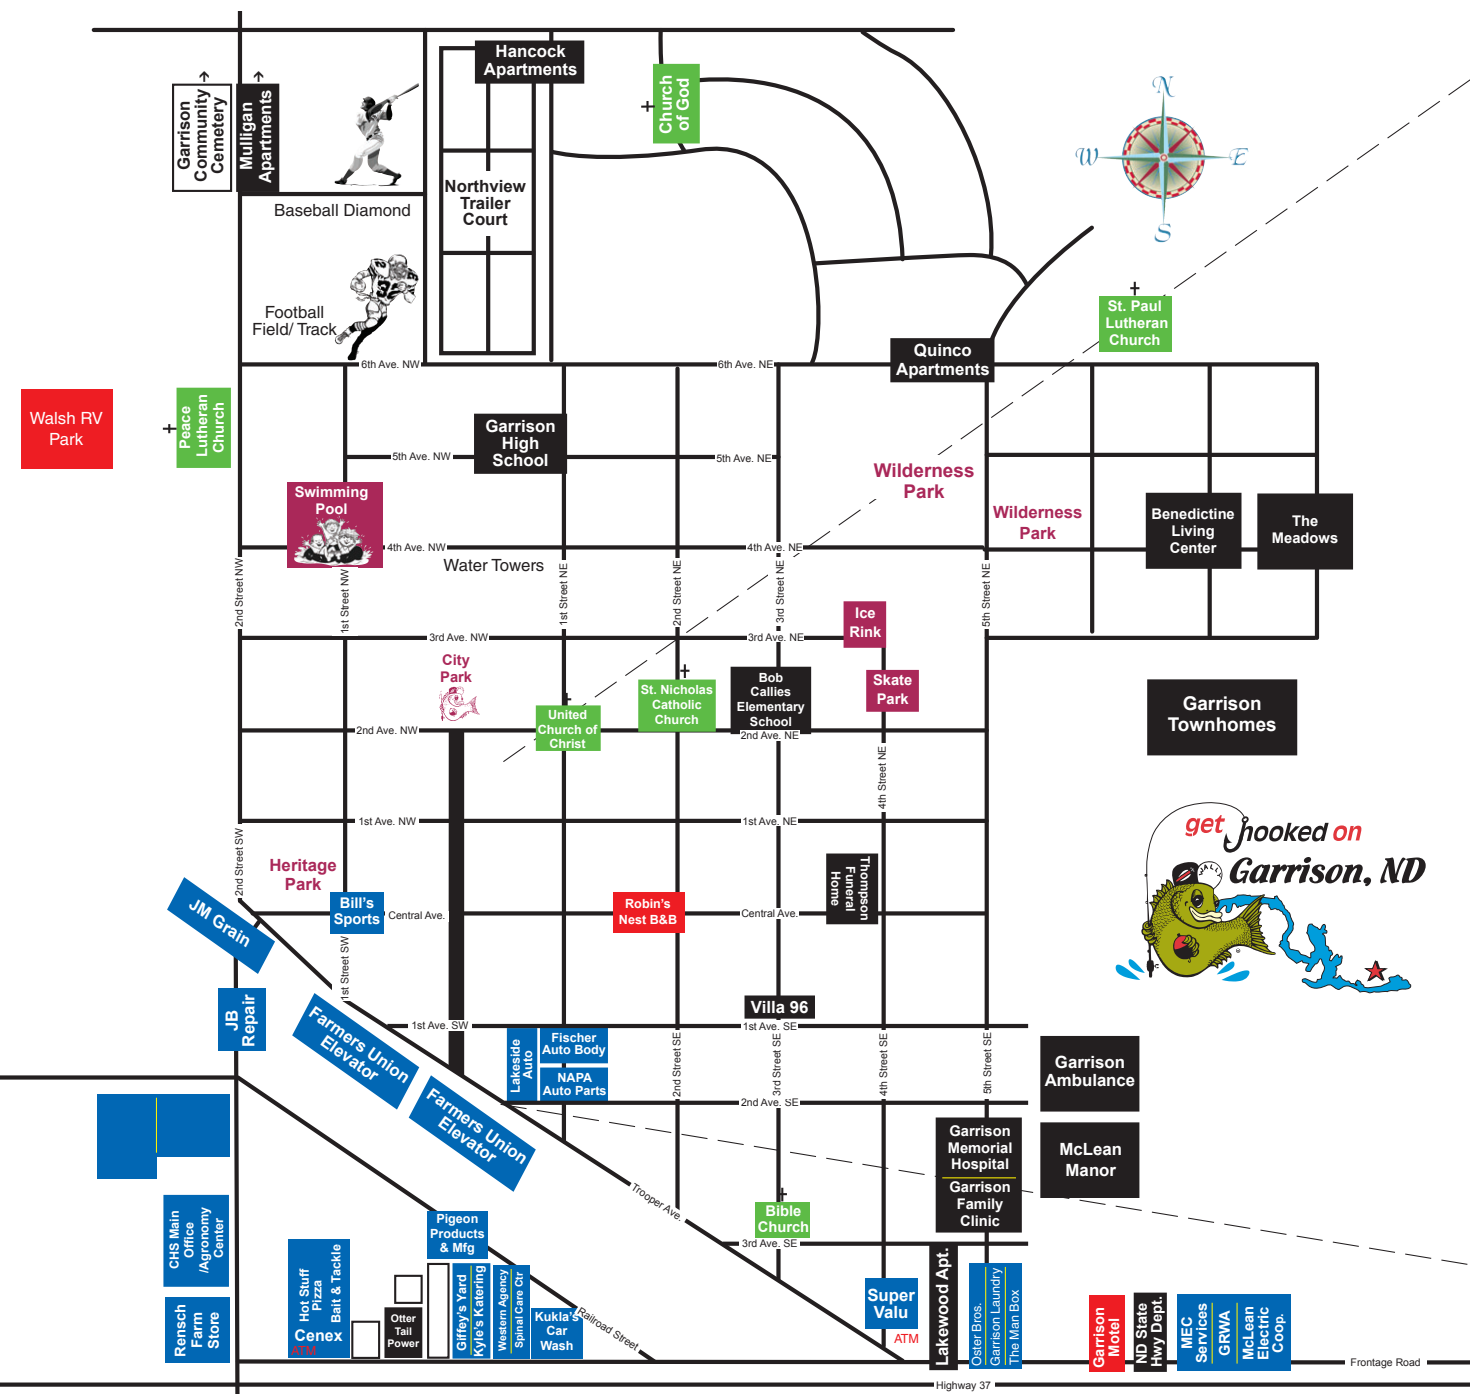 Hancock
Apartments
Church
of God
Garrison
Community
Cemetery
Mulligan
Apartments
N
W
E
S
Northview
Trailer
Court
Baseball Diamond
32
Football
Field/ Track
St. Paul
Lutheran
Church
Quinco
Apartments
6th Ave. NW
6th Ave. NE
Walsh RV
Park
Peace
Lutheran
Church
Garrison
High
School
5th Ave. NW
5th Ave. NE
Wilderness
Park
Swimming
Pool
Wilderness
Park
Benedictine
Living
Center
The
Meadows
4th Ave. NW
4th Ave. NE
Water Towers
2nd Street NW
1st Street NW
1st Street NE
2nd Street NE
3rd Street NE
5th Street NE
Ice
Rink
3rd Ave. NW
3rd Ave. NE
City
Park
St. Nicholas
Catholic
Church
Bob
Callies
Elementary
School
Skate
Park
Garrison
Townhomes
United
Church of
Christ
2nd Ave. NW
2nd Ave. NE
4th Street NE
1st Ave. NW
1st Ave. NE
get hooked on
Garrison, ND
2nd Street SW
Heritage
Park
Thompson
Funeral
Home
Bill's
Sports
Central Ave.
Robin's
Nest B&B
Central Ave.
JM Grain
1st Street SW
JB
Repair
Villa 96
1st Ave. SW
1st Ave. SE
Farmers Union
Elevator
Lakeside
Auto
Fischer
Auto Body
NAPA
Auto Parts
2nd Street SE
3rd Street SE
4th Street SE
5th Street SE
Garrison
Ambulance
Farmers Union
Elevator
2nd Ave. SE
Garrison
Memorial
Hospital
Garrison
Family
Clinic
McLean
Manor
Trooper Ave.
CHS Main
Office
/Agronomy
Center
Pigeon
Products
& Mfg
Bible
Church
3rd Ave. SE
Hot Stuff
Pizza
Bait & Tackle
Cenex
ATM
Otter
Tail
Power
Giffey's Yard
Kyle's Katering
Western Agency
Spinal Care Ctr
Kukla's
Car
Wash
Railroad Street
Rensch
Farm
Store
Super
Valu
ATM
Lakewood Apt.
Oster Bros.
Garrison Laundry
The Man Box
Garrison
Motel
ND State
Hwy Dept.
MEC
Services
GRWA
McLean
Electric
Coop.
Frontage Road
Highway 37